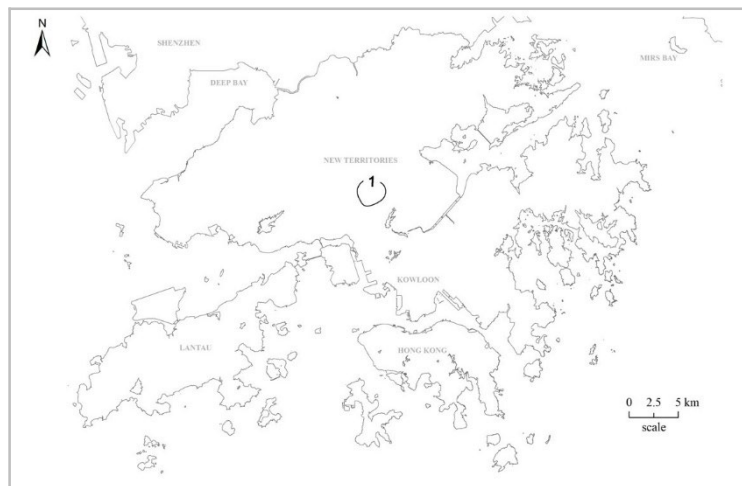 N
SHENZHEN
MIRS BAY
DEEP BAY
NEW TERRITORIES
1
KOWLOON
LANTAU
HONG KONG
0 2.5 5 km
scale